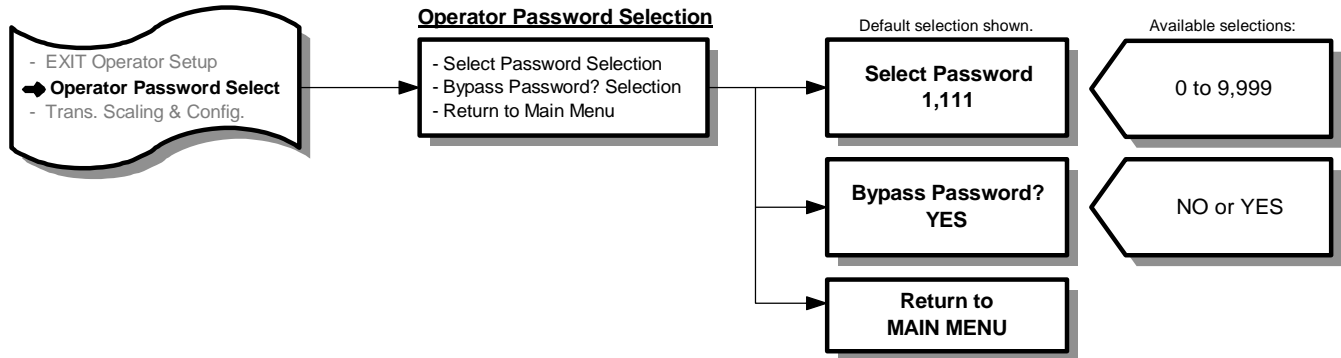 Operator Password Selection
Default selection shown.
Available selections:
- EXIT Operator Setup
Operator Password Select
- Trans. Scaling & Config.
- Select Password Selection
- Bypass Password? Selection
- Return to Main Menu
Select Password
1,111
0 to 9,999
Bypass Password?
YES
NO or YES
Return to
MAIN MENU